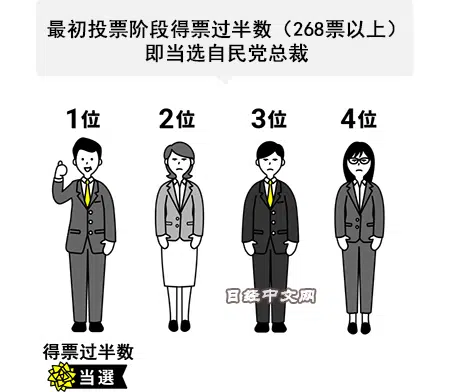 最初投票阶段得票过半数（268票以上）
即当选自民党总裁
1位 2位 3位 4位
日经中文网
得票过半数
当選